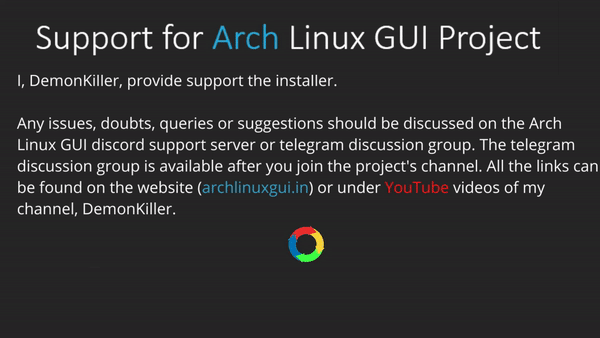 Support for Arch Linux GUI Project
I, DemonKiller, provide support the installer.
Any issues, doubts, queries or suggestions should be discussed on the Arch
Linux GUI discord support server or telegram discussion group. The telegram
discussion group is available after you join the project's channel. All the links can
be found on the website (archlinuxgui.in) or under YouTube videos of my
channel, DemonKiller.